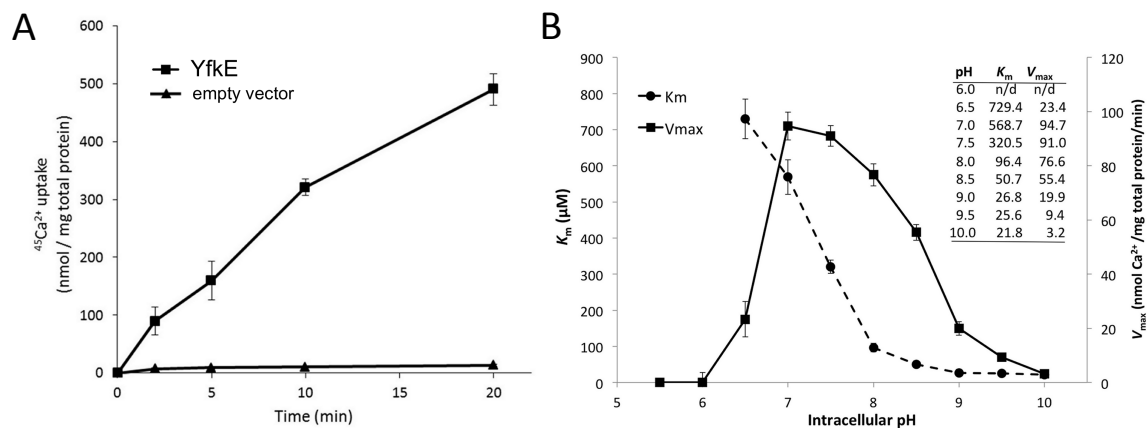 A
600
500
400
300
200
100
0
⁴⁵Ca²⁺ uptake
(nmol / mg total protein)
YfkE
empty vector
0 5 10 15 20
Time (min)
B
900
800
700
600
500
400
300
200
100
0
Kₘ (µM)
Km
Vmax
pH Kₘ Vₘₐₓ
6.0 n/d n/d
6.5 729.4 23.4
7.0 568.7 94.7
7.5 320.5 91.0
8.0 96.4 76.6
8.5 50.7 55.4
9.0 26.8 19.9
9.5 25.6 9.4
10.0 21.8 3.2
120
100
80
60
40
20
0
Vₘₐₓ (nmol Ca²⁺/mg total protein/min)
5 6 7 8 9 10
Intracellular pH